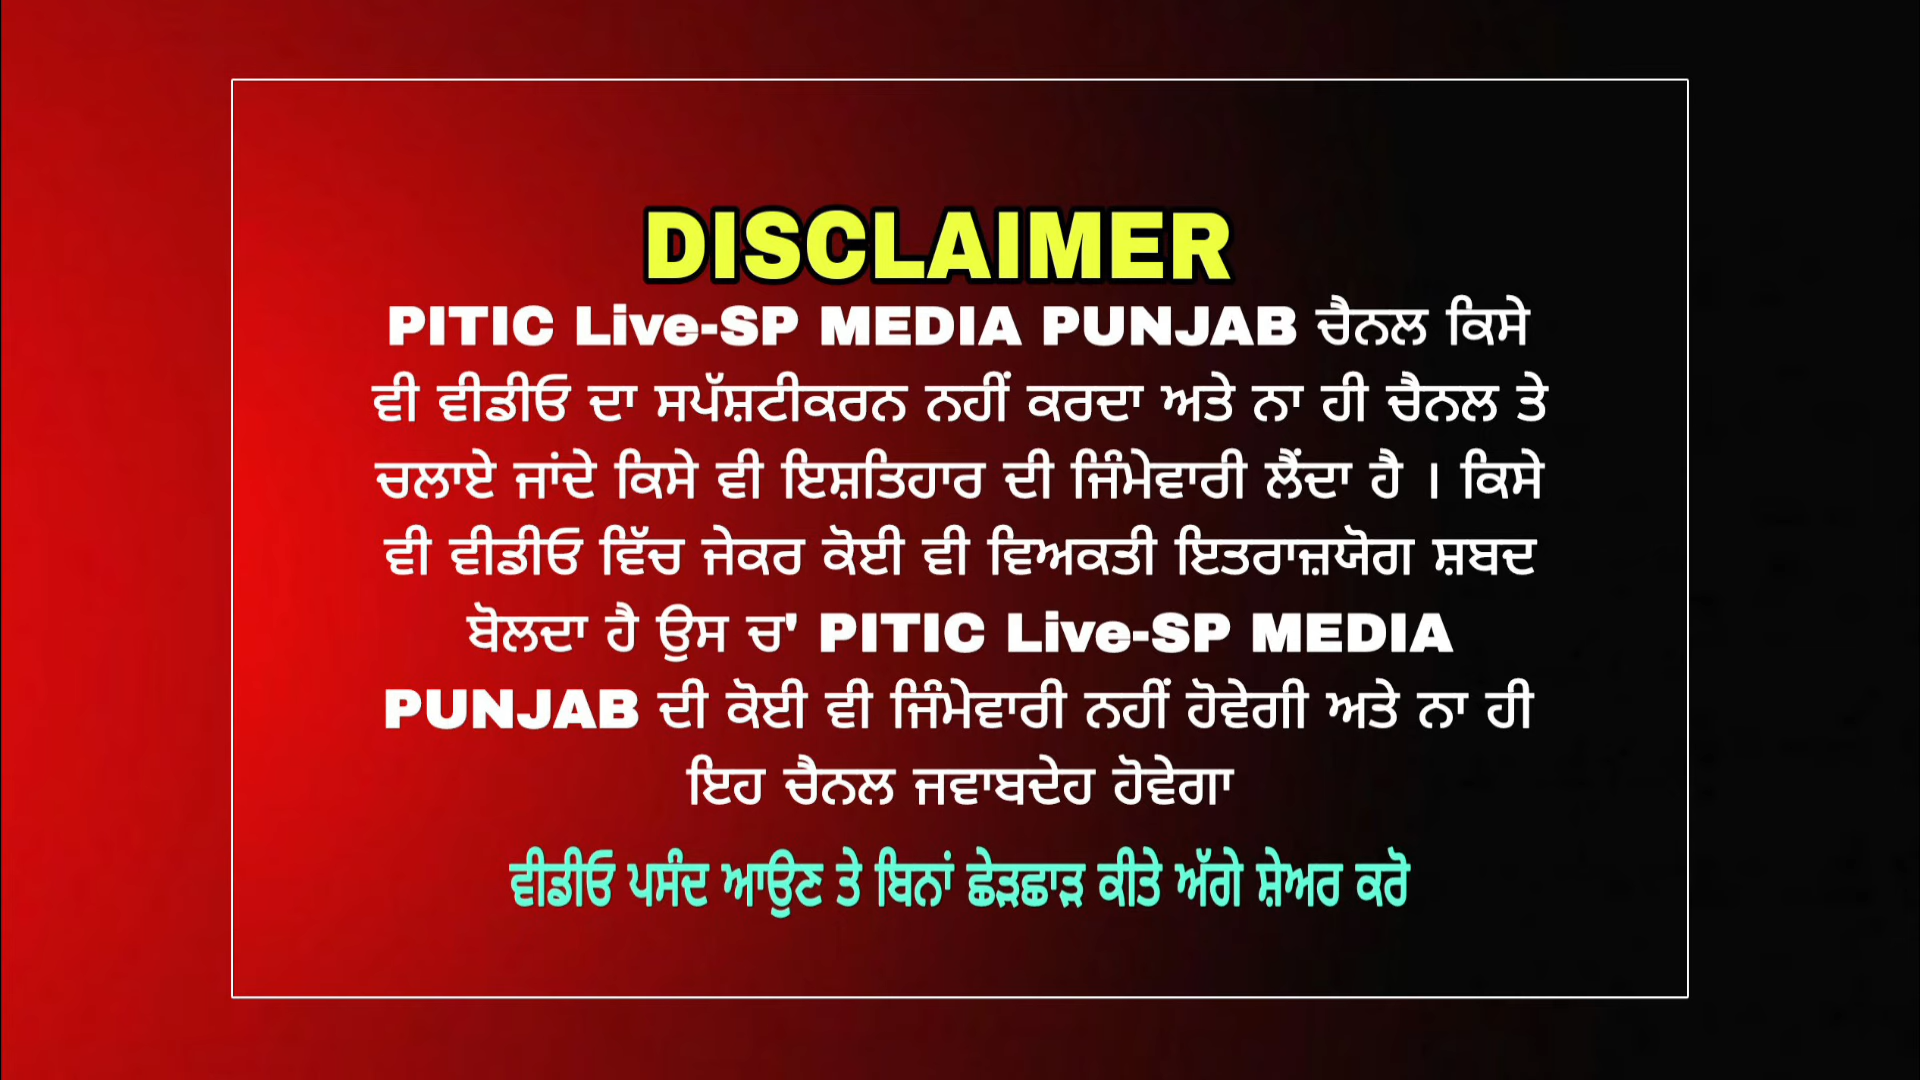 DISCLAIMER
PITIC Live-SP MEDIA PUNJAB ਚੈਨਲ ਕਿਸੇ
ਵੀ ਵੀਡੀਓ ਦਾ ਸਪੱਸ਼ਟੀਕਰਨ ਨਹੀਂ ਕਰਦਾ ਅਤੇ ਨਾ ਹੀ ਚੈਨਲ ਤੇ
ਚਲਾਏ ਜਾਂਦੇ ਕਿਸੇ ਵੀ ਇਸ਼ਤਿਹਾਰ ਦੀ ਜਿੰਮੇਵਾਰੀ ਲੈਂਦਾ ਹੈ । ਕਿਸੇ
ਵੀ ਵੀਡੀਓ ਵਿੱਚ ਜੇਕਰ ਕੋਈ ਵੀ ਵਿਅਕਤੀ ਇਤਰਾਜ਼ਯੋਗ ਸ਼ਬਦ
ਬੋਲਦਾ ਹੈ ਉਸ ਚ' PITIC Live-SP MEDIA
PUNJAB ਦੀ ਕੋਈ ਵੀ ਜਿੰਮੇਵਾਰੀ ਨਹੀਂ ਹੋਵੇਗੀ ਅਤੇ ਨਾ ਹੀ
ਇਹ ਚੈਨਲ ਜਵਾਬਦੇਹ ਹੋਵੇਗਾ
ਵੀਡੀਓ ਪਸੰਦ ਆਉਣ ਤੇ ਬਿਨਾਂ ਛੇੜਛਾੜ ਕੀਤੇ ਅੱਗੇ ਸ਼ੇਅਰ ਕਰੋ